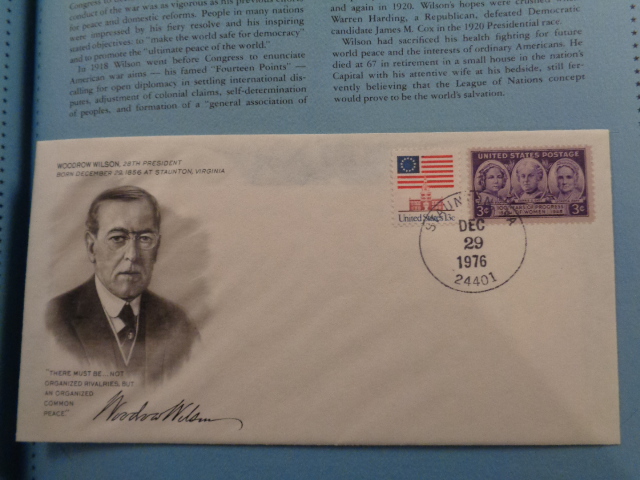 Congress to
conduct of the war was as vigorous as his previous
for peace and domestic reforms. People in many nations
were impressed by his fiery resolve and his inspiring
stated objectives: to "make the world safe for democracy"
and to promote the "ultimate peace of the world."
In 1918 Wilson went before Congress to enunciate
American war aims — his famed "Fourteen Points" —
calling for open diplomacy in settling international dis-
putes, adjustment of colonial claims, self-determination
of peoples, and formation of a "general association of
and again in 1920. Wilson's hopes were
Warren Harding, a Republican, defeated Democratic
candidate James M. Cox in the 1920 Presidential race.
Wilson had sacrificed his health fighting for future
world peace and the interests of ordinary Americans. He
died at 67 in retirement in a small house in the nation's
Capital with his attentive wife at his bedside, still fer-
vently believing that the League of Nations concept
would prove to be the world's salvation.
WOODROW WILSON, 28TH PRESIDENT
BORN DECEMBER 29, 1856 AT STAUNTON, VIRGINIA
United States 13c
UNITED STATES POSTAGE
3¢
3¢
DEC
29
1976
24401
"THERE MUST BE...NOT
ORGANIZED RIVALRIES, BUT
AN ORGANIZED
COMMON
PEACE."
Woodrow Wilson